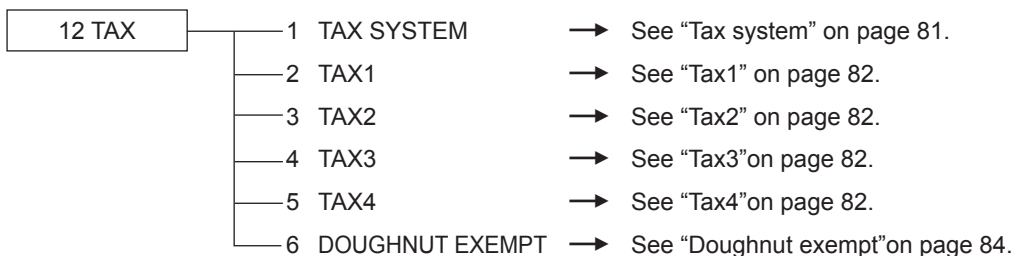 12 TAX 1 TAX SYSTEM → See “Tax system” on page 81.
2 TAX1 → See “Tax1” on page 82.
3 TAX2 → See “Tax2” on page 82.
4 TAX3 → See “Tax3”on page 82.
5 TAX4 → See “Tax4”on page 82.
6 DOUGHNUT EXEMPT → See “Doughnut exempt”on page 84.